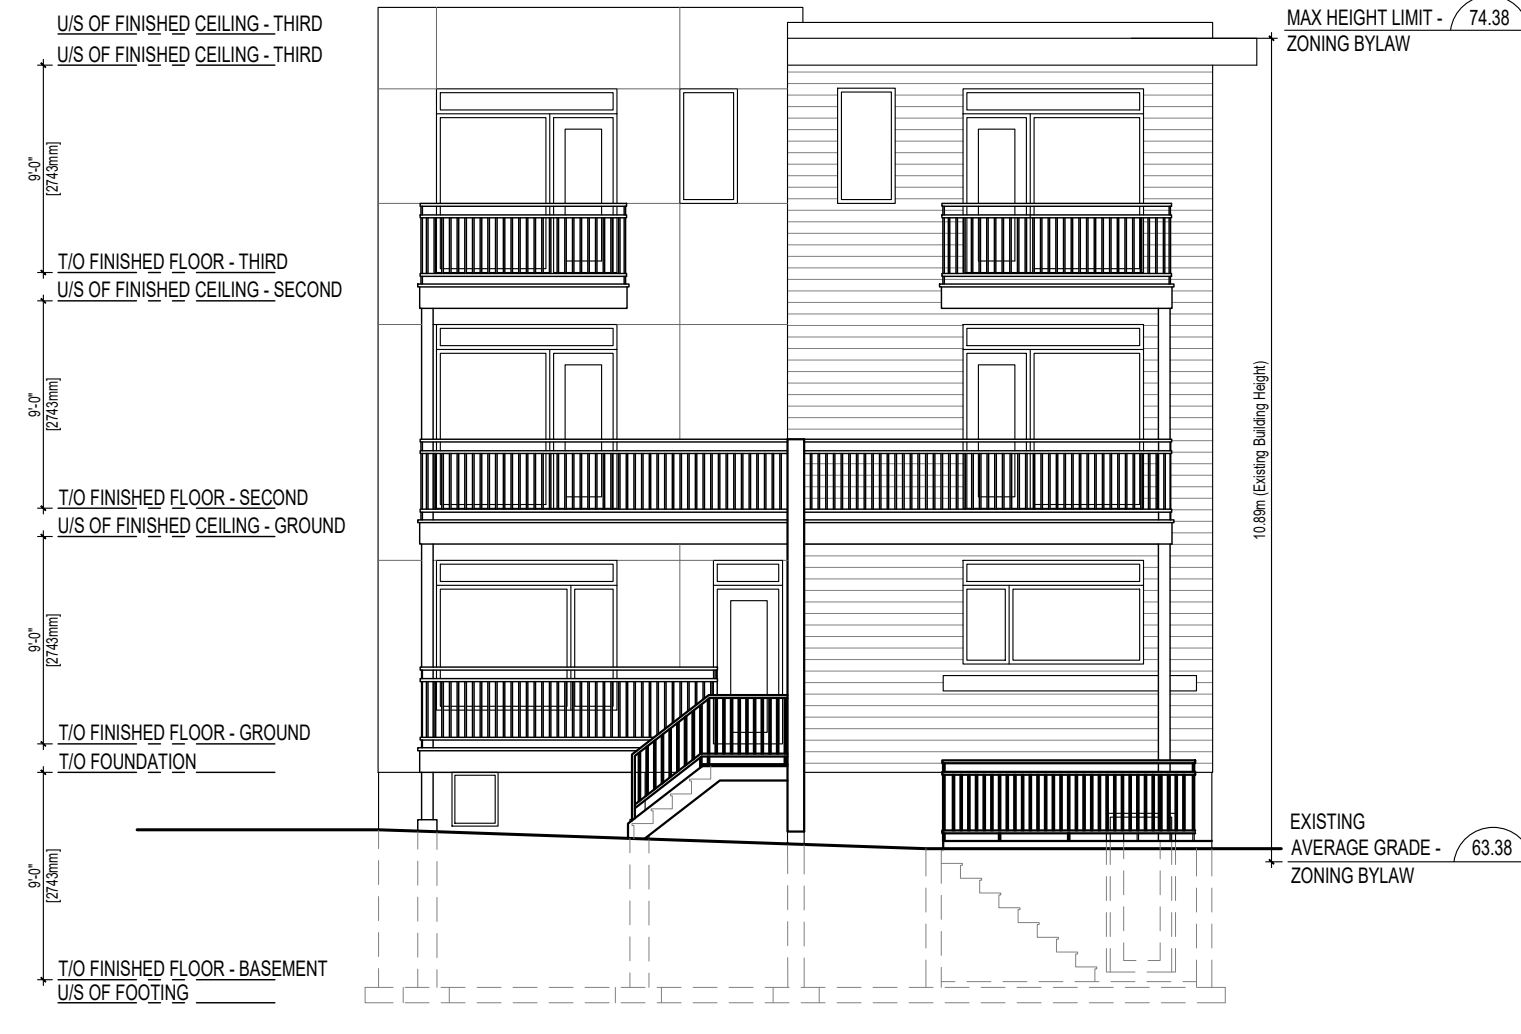 U/S OF FINISHED CEILING - THIRD
U/S OF FINISHED CEILING - THIRD
9'-0"
[2743mm]
T/O FINISHED FLOOR - THIRD
U/S OF FINISHED CEILING - SECOND
9'-0"
[2743mm]
T/O FINISHED FLOOR - SECOND
U/S OF FINISHED CEILING - GROUND
9'-0"
[2743mm]
T/O FINISHED FLOOR - GROUND
T/O FOUNDATION
9'-0"
[2743mm]
T/O FINISHED FLOOR - BASEMENT
U/S OF FOOTING
MAX HEIGHT LIMIT - 74.38
ZONING BYLAW
10.89m (Existing Building Height)
EXISTING
AVERAGE GRADE - 63.38
ZONING BYLAW